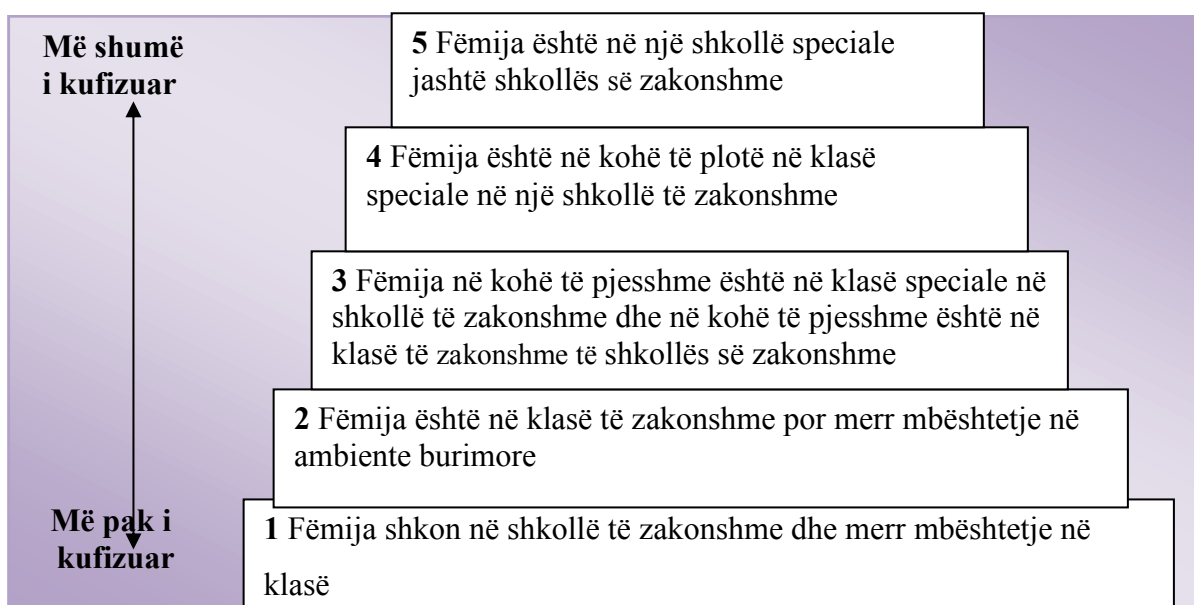 Më shumë
i kufizuar
5 Fëmija është në një shkollë speciale
jashtë shkollës së zakonshme
4 Fëmija është në kohë të plotë në klasë
speciale në një shkollë të zakonshme
3 Fëmija në kohë të pjesshme është në klasë speciale në
shkollë të zakonshme dhe në kohë të pjesshme është në
klasë të zakonshme të shkollës së zakonshme
2 Fëmija është në klasë të zakonshme por merr mbështetje në
ambiente burimore
Më pak i
kufizuar
1 Fëmija shkon në shkollë të zakonshme dhe merr mbështetje në
klasë